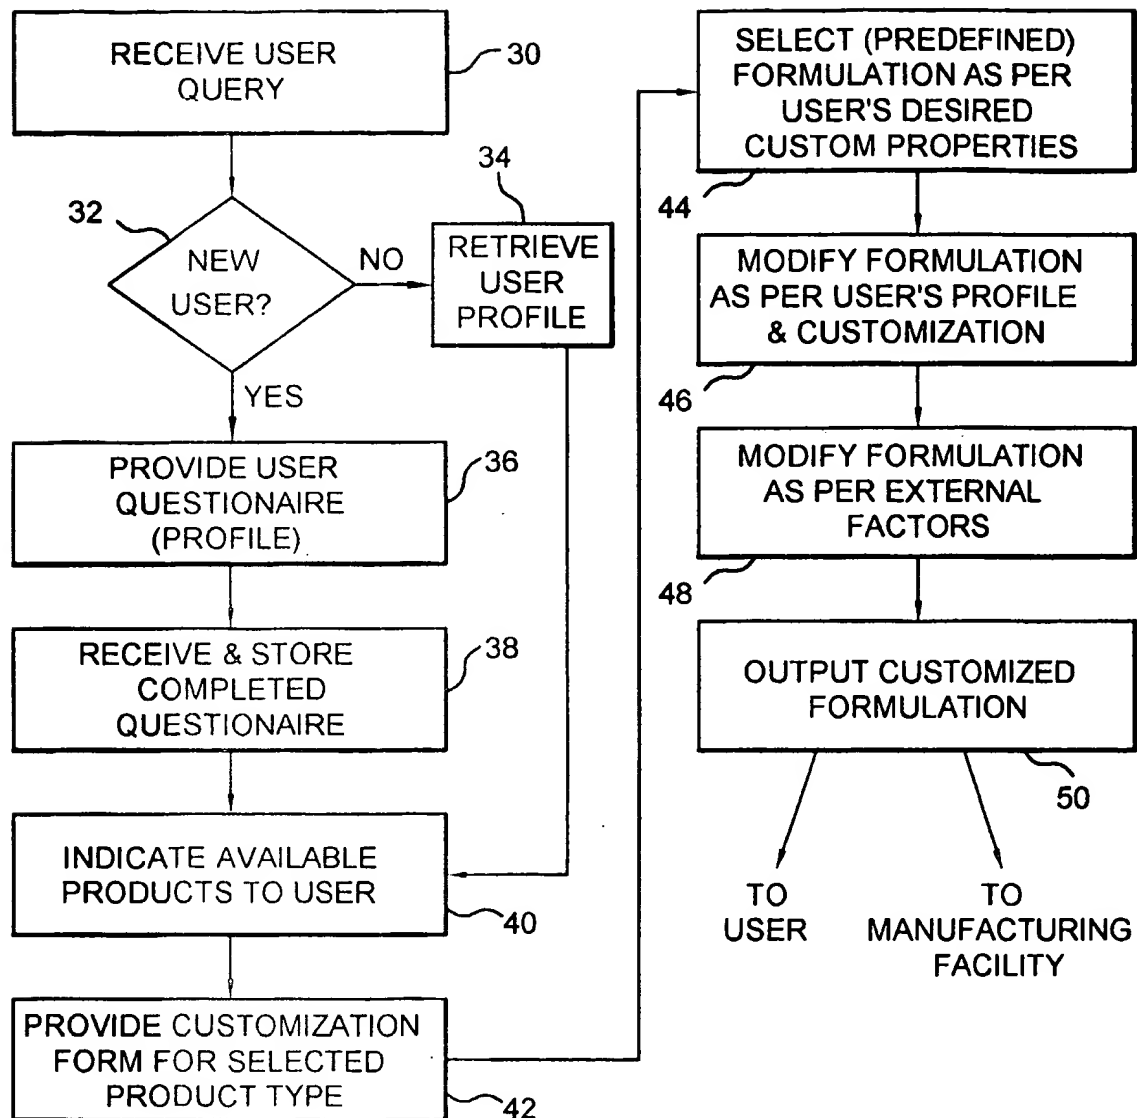 RECEIVE USER
QUERY
30
32
NEW
USER?
NO
34
RETRIEVE
USER
PROFILE
YES
PROVIDE USER
QUESTIONAIRE
(PROFILE)
36
RECEIVE & STORE
COMPLETED
QUESTIONAIRE
38
INDICATE AVAILABLE
PRODUCTS TO USER
40
PROVIDE CUSTOMIZATION
FORM FOR SELECTED
PRODUCT TYPE
42
SELECT (PREDEFINED)
FORMULATION AS PER
USER'S DESIRED
CUSTOM PROPERTIES
44
MODIFY FORMULATION
AS PER USER'S PROFILE
& CUSTOMIZATION
46
MODIFY FORMULATION
AS PER EXTERNAL
FACTORS
48
OUTPUT CUSTOMIZED
FORMULATION
50
TO
USER
TO
MANUFACTURING
FACILITY